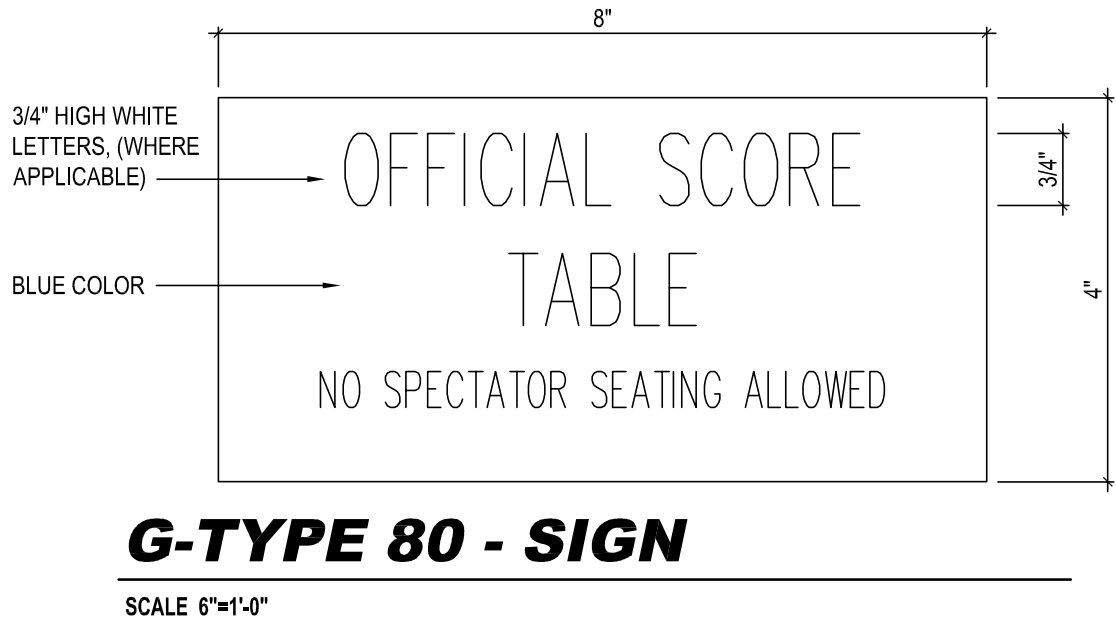 8"
3/4" HIGH WHITE
LETTERS, (WHERE
APPLICABLE)
OFFICIAL SCORE
3/4"
BLUE COLOR
TABLE
4"
NO SPECTATOR SEATING ALLOWED
G-TYPE 80 - SIGN
SCALE 6"=1'-0"